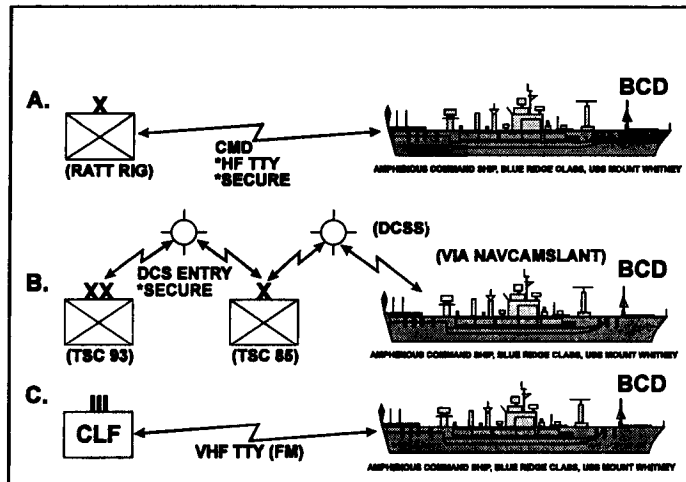 A.
X
BCD
(RATT RIG)
CMD
*HF TTY
*SECURE
AMPHIBIOUS COMMAND SHIP, BLUE RIDGE CLASS, USS MOUNT WHITNEY
(DCSS)
B.
XX
DCS ENTRY
*SECURE
X
(VIA NAVCAMSLANT)
BCD
(TSC 93)
(TSC 85)
AMPHIBIOUS COMMAND SHIP, BLUE RIDGE CLASS, USS MOUNT WHITNEY
C.
III
CLF
BCD
VHF TTY (FM)
AMPHIBIOUS COMMAND SHIP, BLUE RIDGE CLASS, USS MOUNT WHITNEY